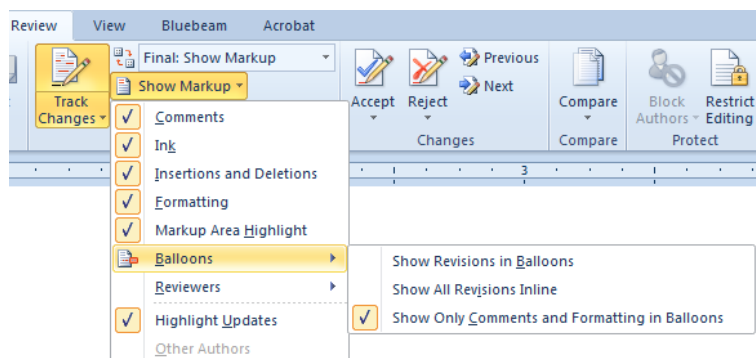 Review View Bluebeam Acrobat
Final: Show Markup
Show Markup
Track
Changes
Accept Reject
Previous
Next
Changes
Compare
Compare
Block
Authors
Restrict
Editing
Protect
3
Comments
Ink
Insertions and Deletions
Formatting
Markup Area Highlight
Balloons
Reviewers
Highlight Updates
Other Authors
Show Revisions in Balloons
Show All Revisions Inline
Show Only Comments and Formatting in Balloons